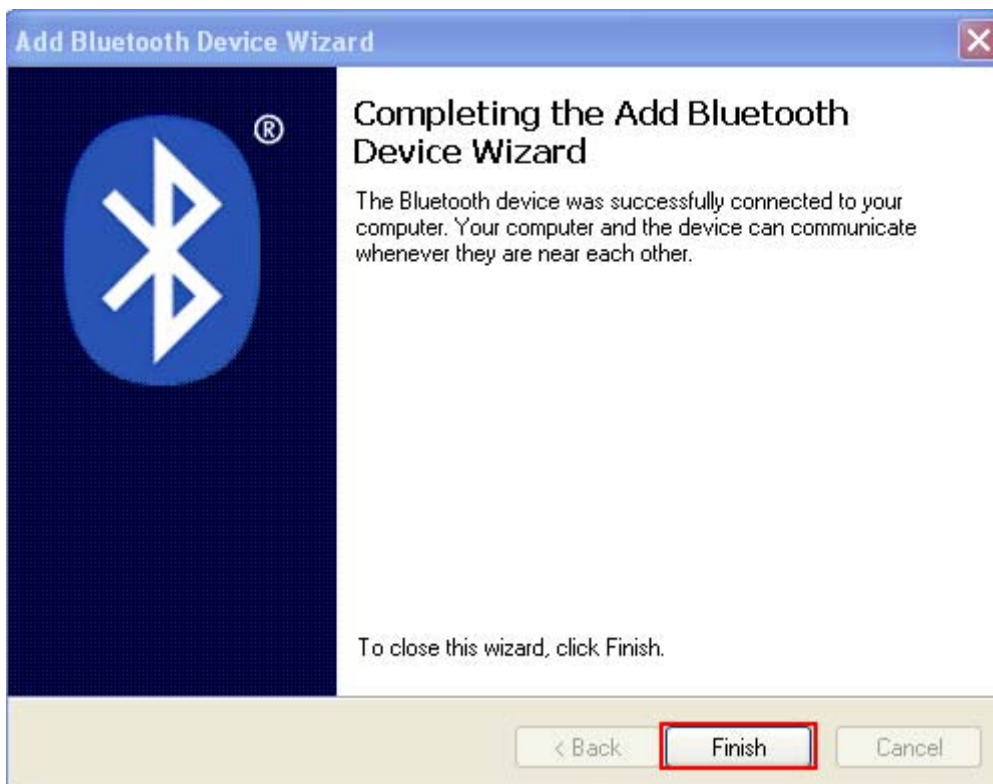 Add Bluetooth Device Wizard
®
Completing the Add Bluetooth
Device Wizard
The Bluetooth device was successfully connected to your
computer. Your computer and the device can communicate
whenever they are near each other.
To close this wizard, click Finish.
< Back Finish Cancel